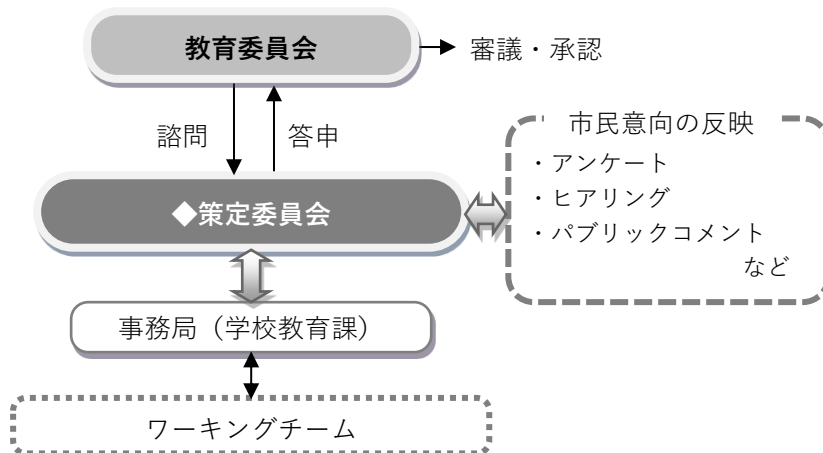 教育委員会
審議・承認
諮問
答申
市民意向の反映
・アンケート
・ヒアリング
・パブリックコメント
など
◆策定委員会
事務局（学校教育課）
ワーキングチーム